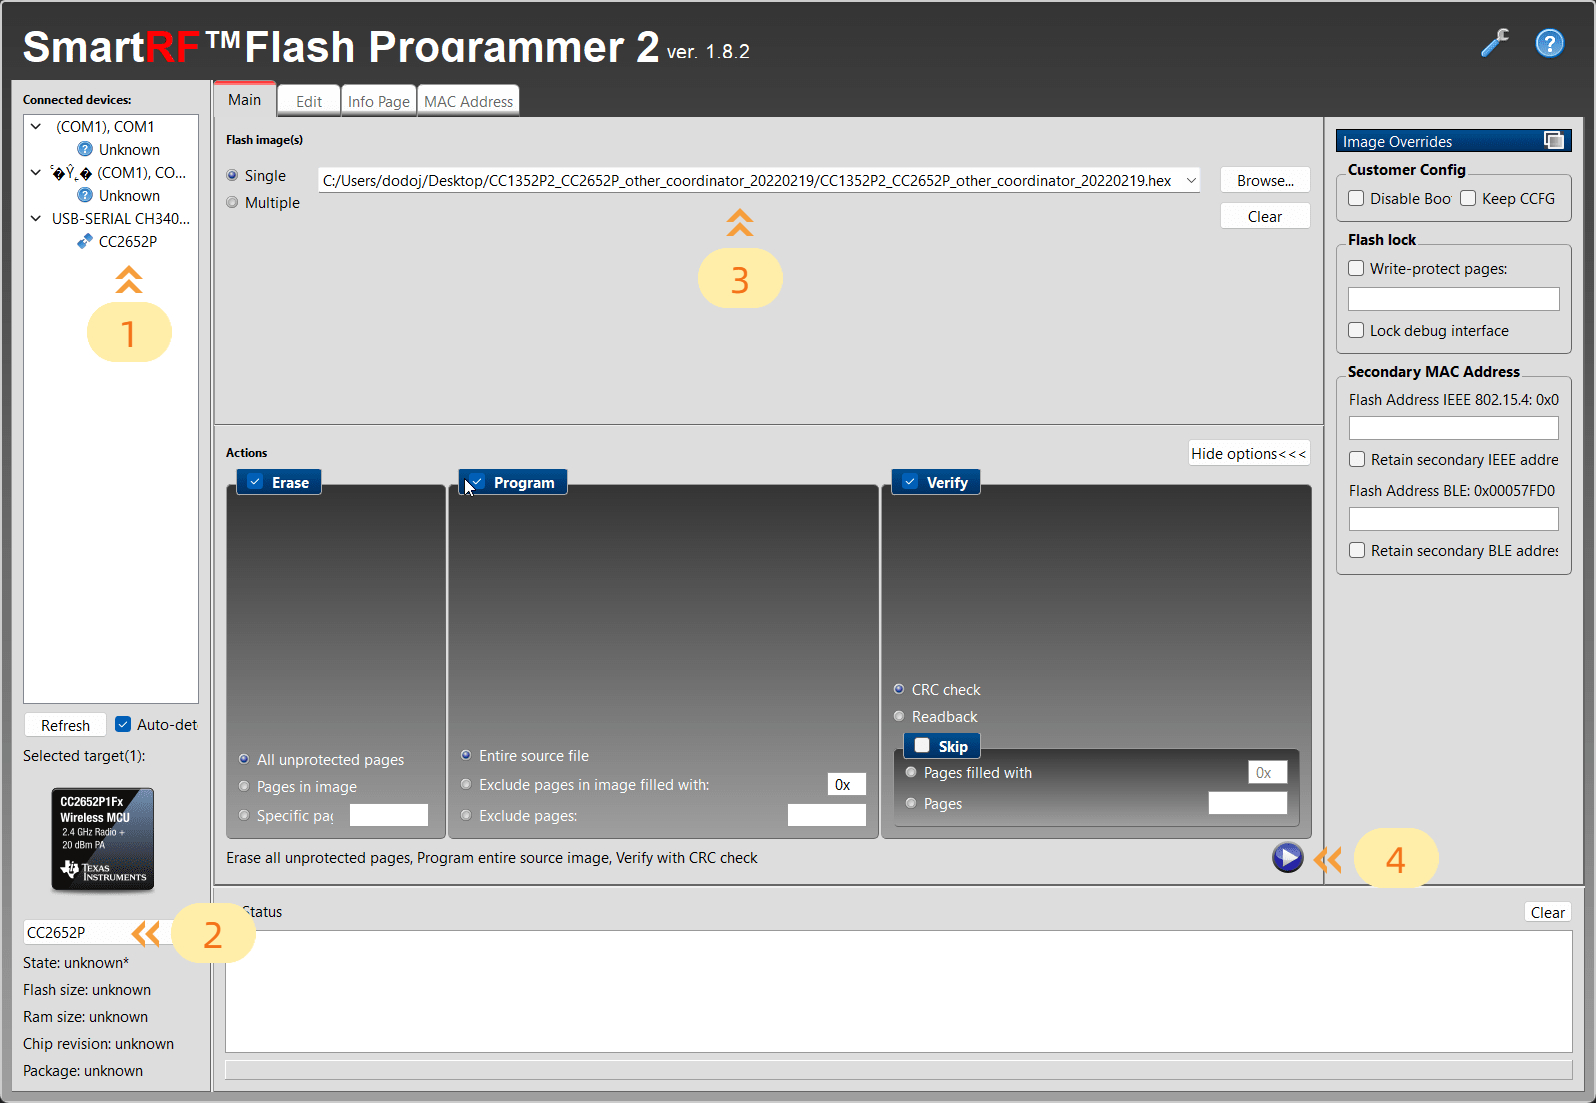 SmartRF™Flash Programmer 2 ver. 1.8.2
Connected devices:
(COM1), COM1
Unknown
(COM1), CO...
Unknown
USB-SERIAL CH340...
CC2652P
1
Refresh
Auto-det
Selected target(1):
CC2652P1Fx
Wireless MCU
2.4 GHz Radio +
20 dBm PA
TEXAS
INSTRUMENTS
CC2652P
2
State: unknown*
Flash size: unknown
Ram size: unknown
Chip revision: unknown
Package: unknown
Main
Edit
Info Page
MAC Address
Flash image(s)
Single
C:/Users/dodoj/Desktop/CC1352P2_CC2652P_other_coordinator_20220219/CC1352P2_CC2652P_other_coordinator_20220219.hex
Browse...
Multiple
Clear
3
Actions
Hide options<<<
Erase
All unprotected pages
Pages in image
Specific pag
Program
Entire source file
Exclude pages in image filled with:
0x
Exclude pages:
Verify
CRC check
Readback
Skip
Pages filled with
0x
Pages
Erase all unprotected pages, Program entire source image, Verify with CRC check
4
Status
Clear
Image Overrides
Customer Config
Disable Boo
Keep CCFG
Flash lock
Write-protect pages:
Lock debug interface
Secondary MAC Address
Flash Address IEEE 802.15.4: 0x0
Retain secondary IEEE addre
Flash Address BLE: 0x00057FD0
Retain secondary BLE addres